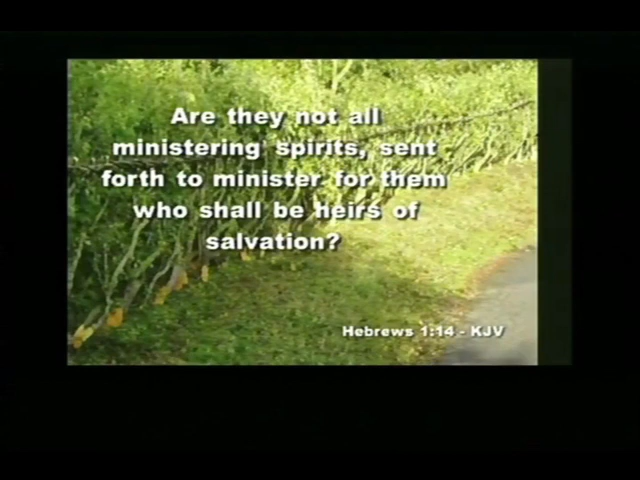 Are they not all
ministering spirits, sent
forth to minister for them
who shall be heirs of
salvation?
Hebrews 1:14 - KJV